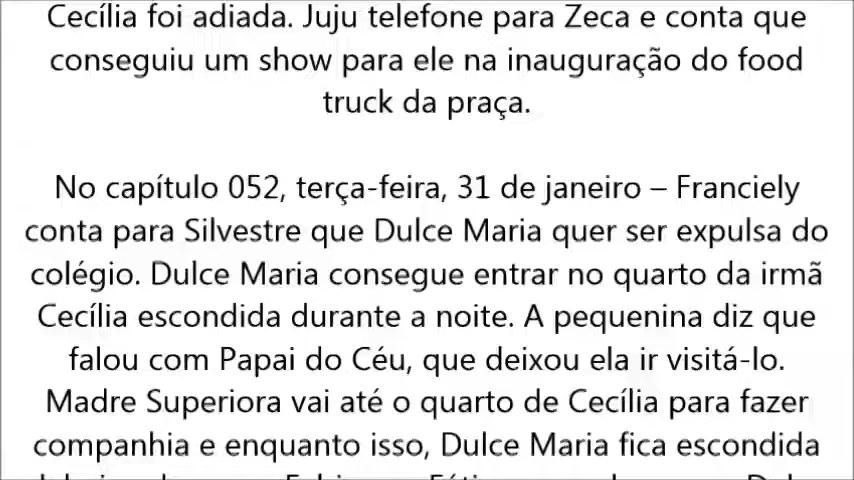 Cecília foi adiada. Juju telefone para Zeca e conta que
conseguiu um show para ele na inauguração do food
truck da praça.
No capítulo 052, terça-feira, 31 de janeiro – Franciely
conta para Silvestre que Dulce Maria quer ser expulsa do
colégio. Dulce Maria consegue entrar no quarto da irmã
Cecília escondida durante a noite. A pequenina diz que
falou com Papai do Céu, que deixou ela ir visitá-lo.
Madre Superiora vai até o quarto de Cecília para fazer
companhia e enquanto isso, Dulce Maria fica escondida